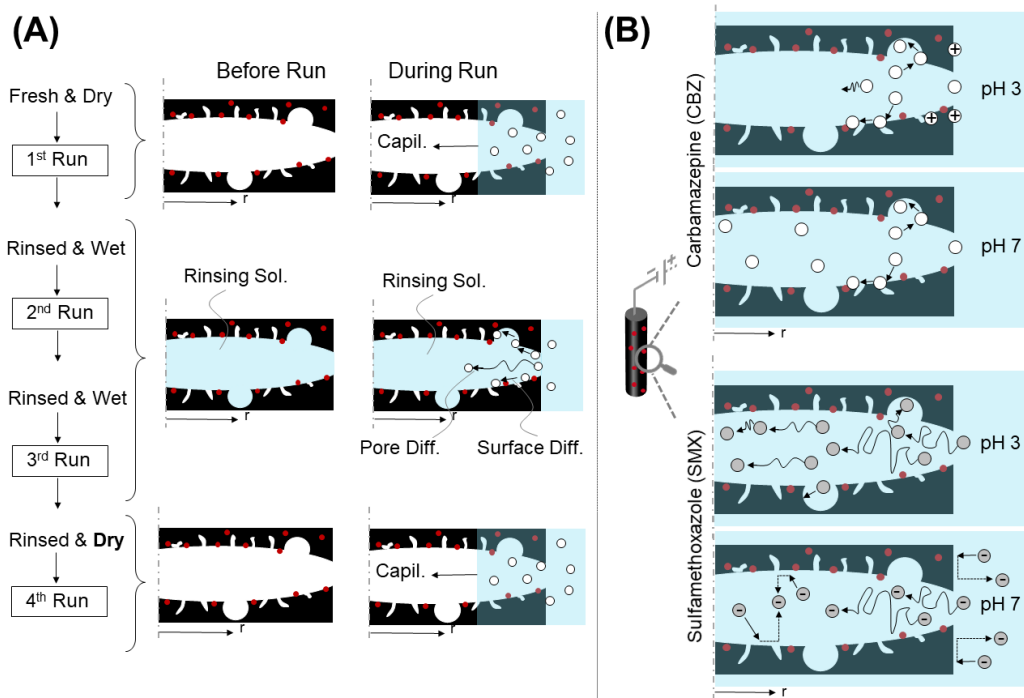 (A)
Before Run
During Run
Fresh & Dry
1st Run
Capil.
r
r
Rinsed & Wet
2nd Run
Rinsing Sol.
Rinsing Sol.
Rinsed & Wet
3rd Run
r
r
Pore Diff.
Surface Diff.
Rinsed & Dry
4th Run
Capil.
r
r
(B)
Carbamazepine (CBZ)
+
+
+
pH 3
pH 7
r
Sulfamethoxazole (SMX)
pH 3
pH 7
−
−
−
−
−
−
−
−
−
−
−
r